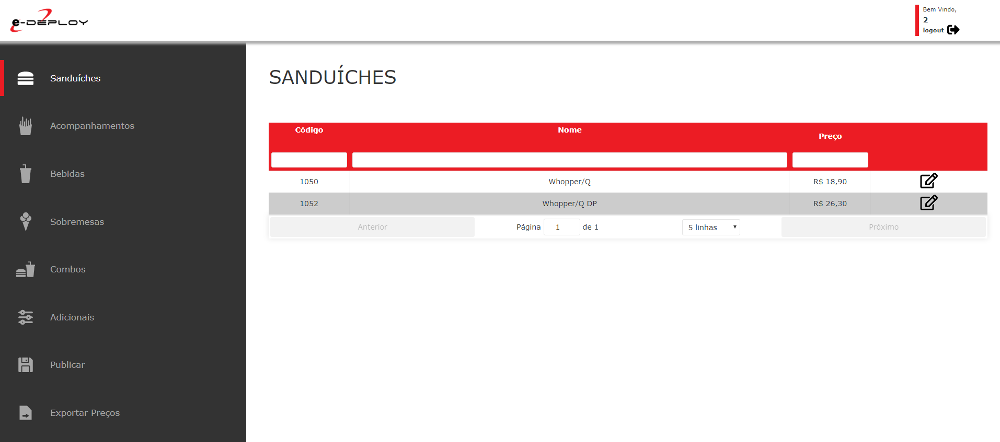 e-DEPLOY
Bem Vindo,
2
logout
Sanduíches
Acompanhamentos
Bebidas
Sobremesas
Combos
Adicionais
Publicar
Exportar Preços
SANDUÍCHES
Código Nome Preço
1050 Whopper/Q R$ 18,90
1052 Whopper/Q DP R$ 26,30
Anterior Página 1 de 1 5 linhas Próximo